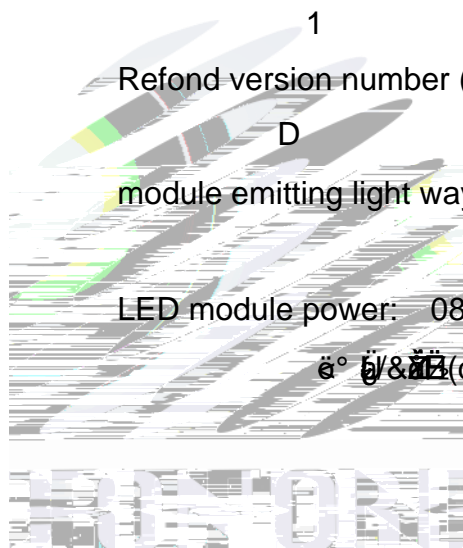 1
Refond version number (
D
module emitting light way
LED module power: 08